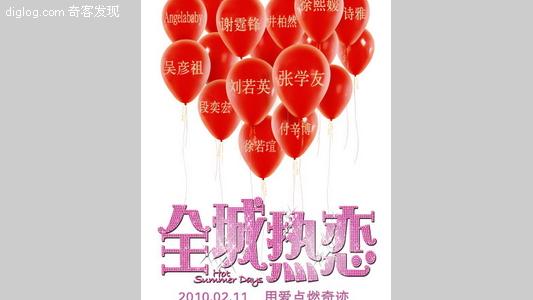 diglog.com 奇客发现
Angelababy
谢霆锋
井柏然
徐熙媛
诗雅
吴彦祖
刘若英
张学友
段奕宏
付辛博
徐若瑄
全城热恋
Hot
Summer Days
2010.02.11 用爱点燃奇迹